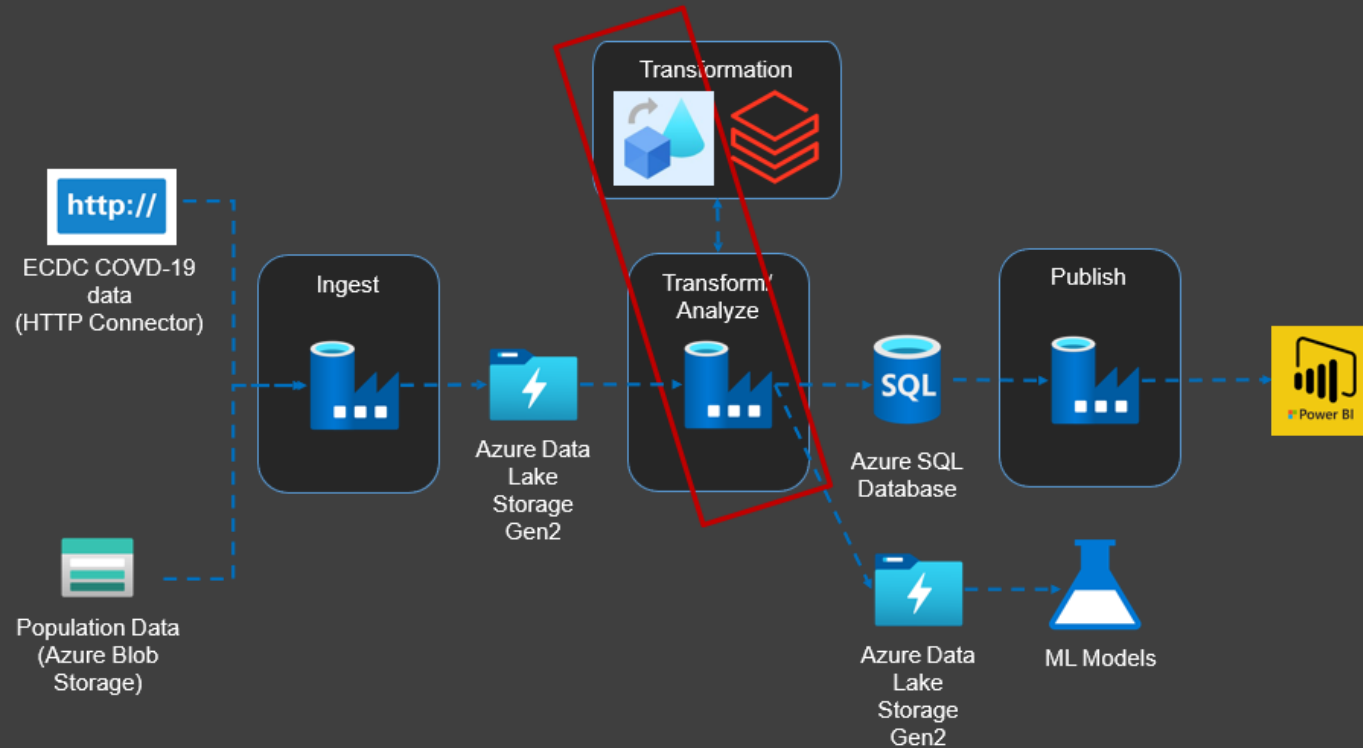 Transformation
http://
ECDC COVD-19
data
(HTTP Connector)
Ingest
Transform/
Analyze
Publish
SQL
Power BI
Azure Data
Lake
Storage
Gen2
Azure SQL
Database
Population Data
(Azure Blob
Storage)
Azure Data
Lake
Storage
Gen2
ML Models